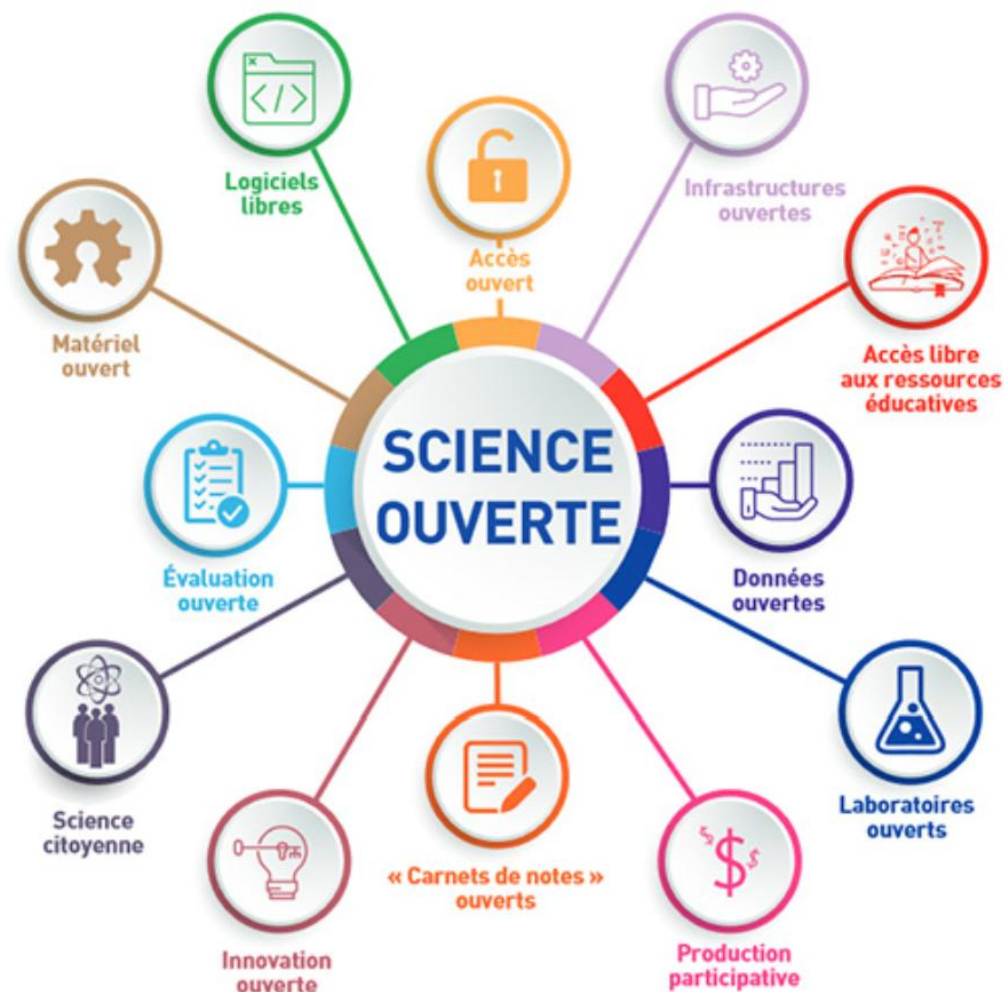 Logiciels
libres
Accès
ouvert
Infrastructures
ouvertes
Matériel
ouvert
Accès libre
aux ressources
éducatives
SCIENCE
OUVERTE
Évaluation
ouverte
Données
ouvertes
Science
citoyenne
Laboratoires
ouverts
« Carnets de notes »
ouverts
Innovation
ouverte
Production
participative